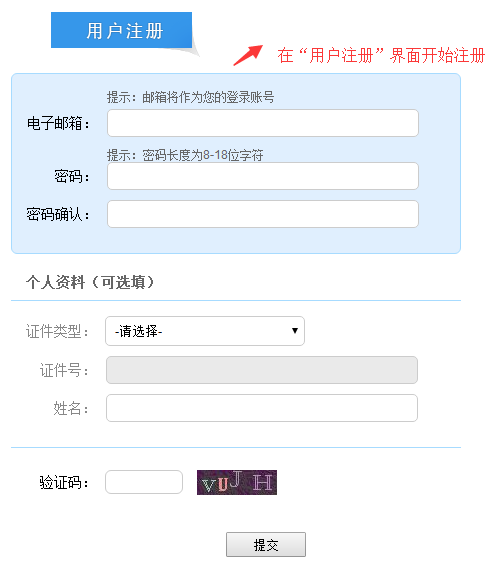 用户注册
在“用户注册”界面开始注册
提示：邮箱将作为您的登录账号
电子邮箱：
提示：密码长度为8-18位字符
密码：
密码确认：
个人资料（可选填）
证件类型： -请选择-
证件号：
姓名：
验证码： VUJH
提交